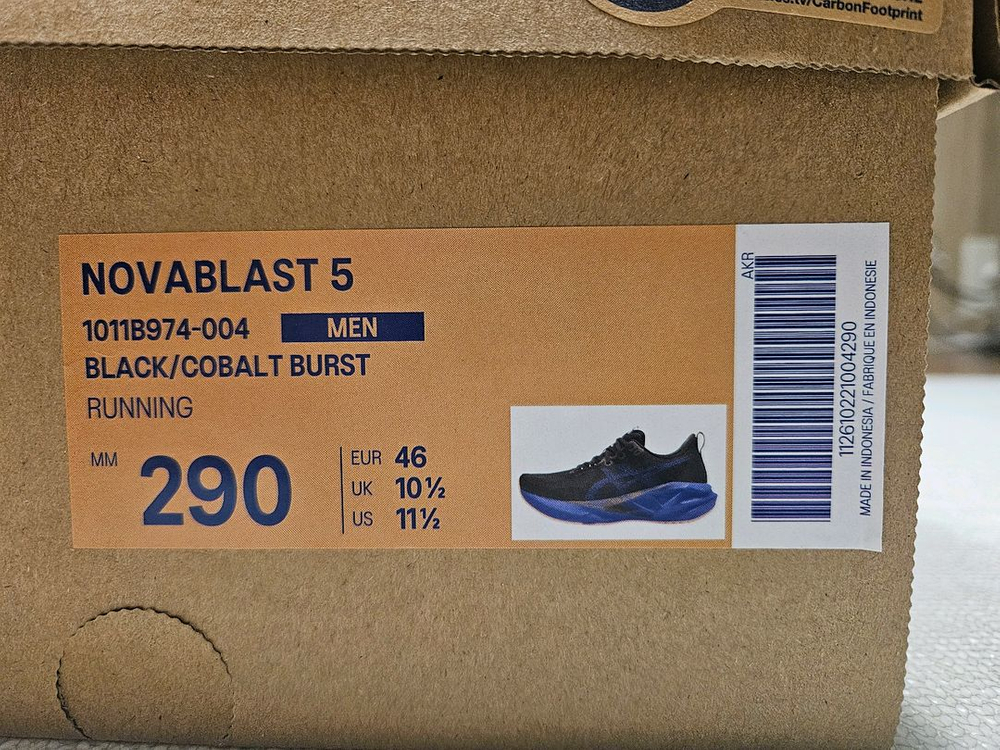 CarbonFootprint
NOVABLAST 5
1011B974-004 MEN
BLACK/COBALT BURST
RUNNING
MM 290
EUR 46
UK 10½
US 11½
AKR
112610221004290
MADE IN INDONESIA / FABRIQUE EN INDONESIE